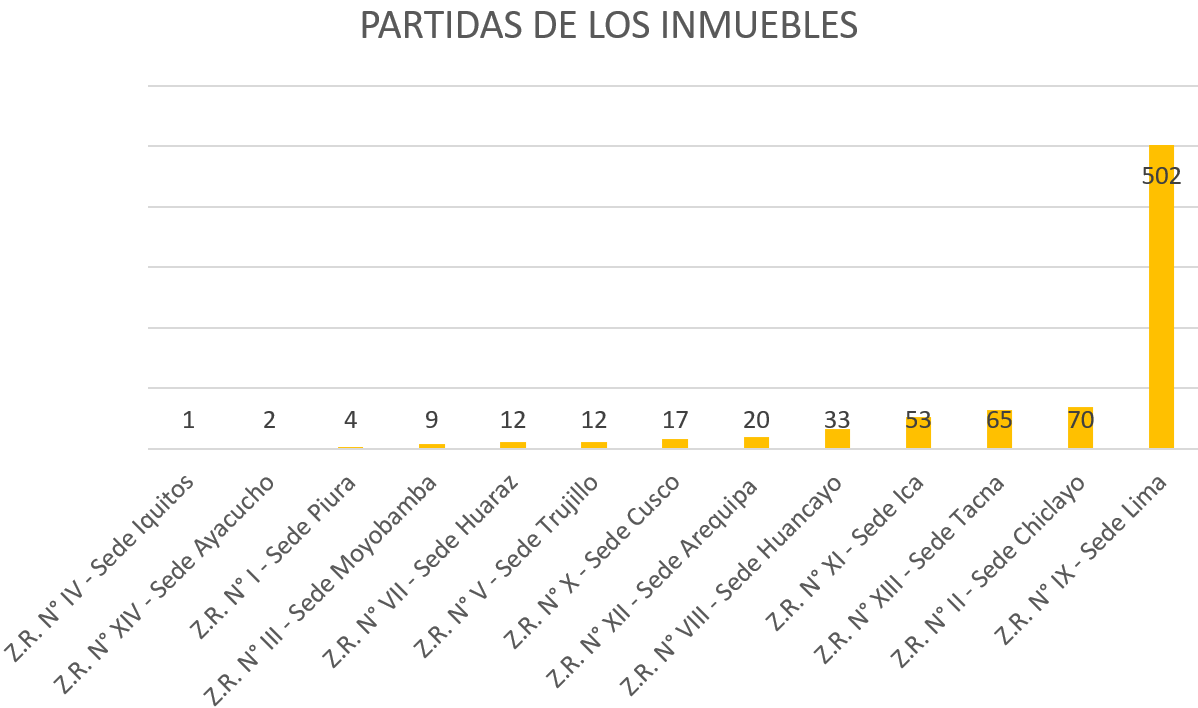 PARTIDAS DE LOS INMUEBLES
1
2
4
9
12
12
17
20
33
53
65
70
502
Z.R. N° IV - Sede Iquitos
Z.R. N° XIV - Sede Ayacucho
Z.R. N° I - Sede Piura
Z.R. N° III - Sede Moyobamba
Z.R. N° VII - Sede Huaraz
Z.R. N° V - Sede Trujillo
Z.R. N° X - Sede Cusco
Z.R. N° XII - Sede Arequipa
Z.R. N° VIII - Sede Huancayo
Z.R. N° XI - Sede Ica
Z.R. N° XIII - Sede Tacna
Z.R. N° II - Sede Chiclayo
Z.R. N° IX - Sede Lima